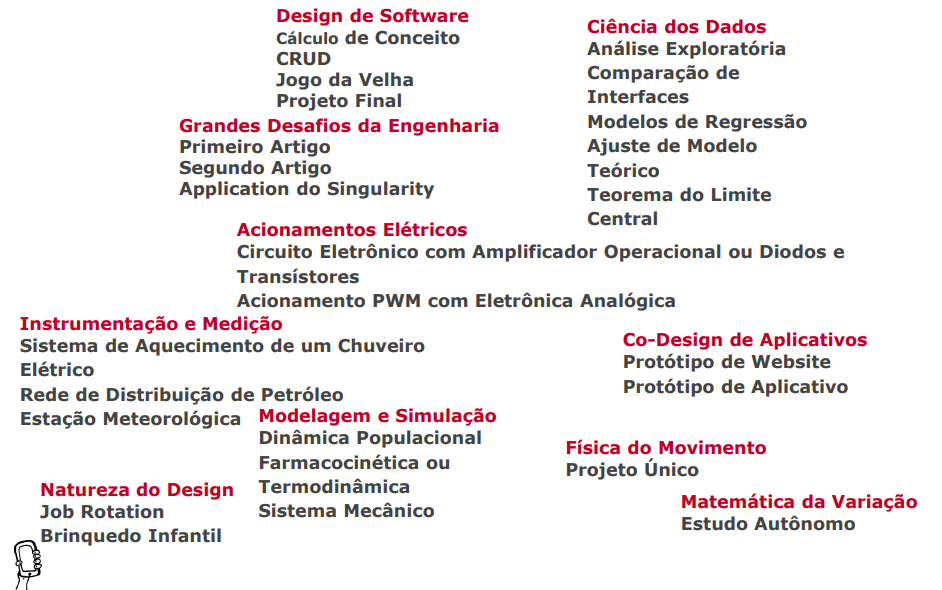 Design de Software
Cálculo de Conceito
CRUD
Jogo da Velha
Projeto Final
Ciência dos Dados
Análise Exploratória
Comparação de
Interfaces
Modelos de Regressão
Ajuste de Modelo
Teórico
Teorema do Limite
Central
Grandes Desafios da Engenharia
Primeiro Artigo
Segundo Artigo
Application do Singularity
Acionamentos Elétricos
Circuito Eletrônico com Amplificador Operacional ou Diodos e
Transístores
Acionamento PWM com Eletrônica Analógica
Instrumentação e Medição
Sistema de Aquecimento de um Chuveiro
Elétrico
Rede de Distribuição de Petróleo
Estação Meteorológica
Co-Design de Aplicativos
Protótipo de Website
Protótipo de Aplicativo
Modelagem e Simulação
Dinâmica Populacional
Farmacocinética ou
Termodinâmica
Sistema Mecânico
Física do Movimento
Projeto Único
Natureza do Design
Job Rotation
Brinquedo Infantil
Matemática da Variação
Estudo Autônomo